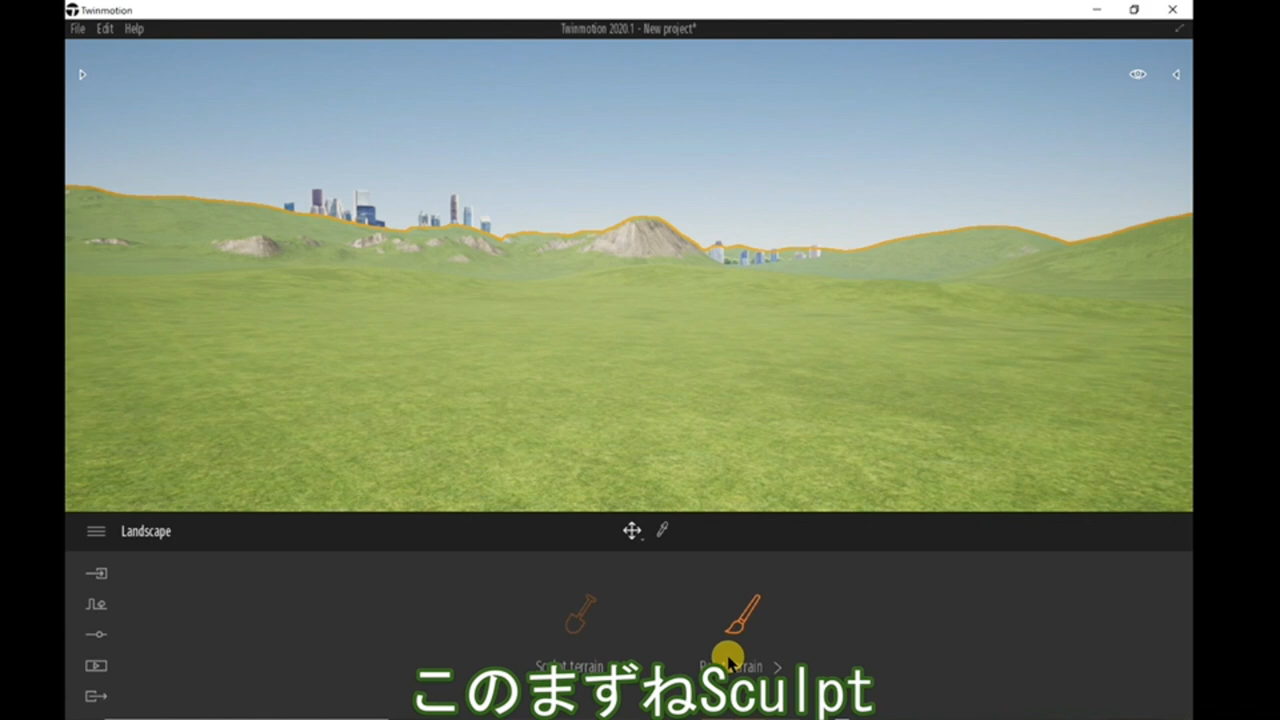 Twinmotion
File Edit Help
Twinmotion 2020.1 - New project*
Landscape
Sculpt terrain
terrain
このまずねSculpt